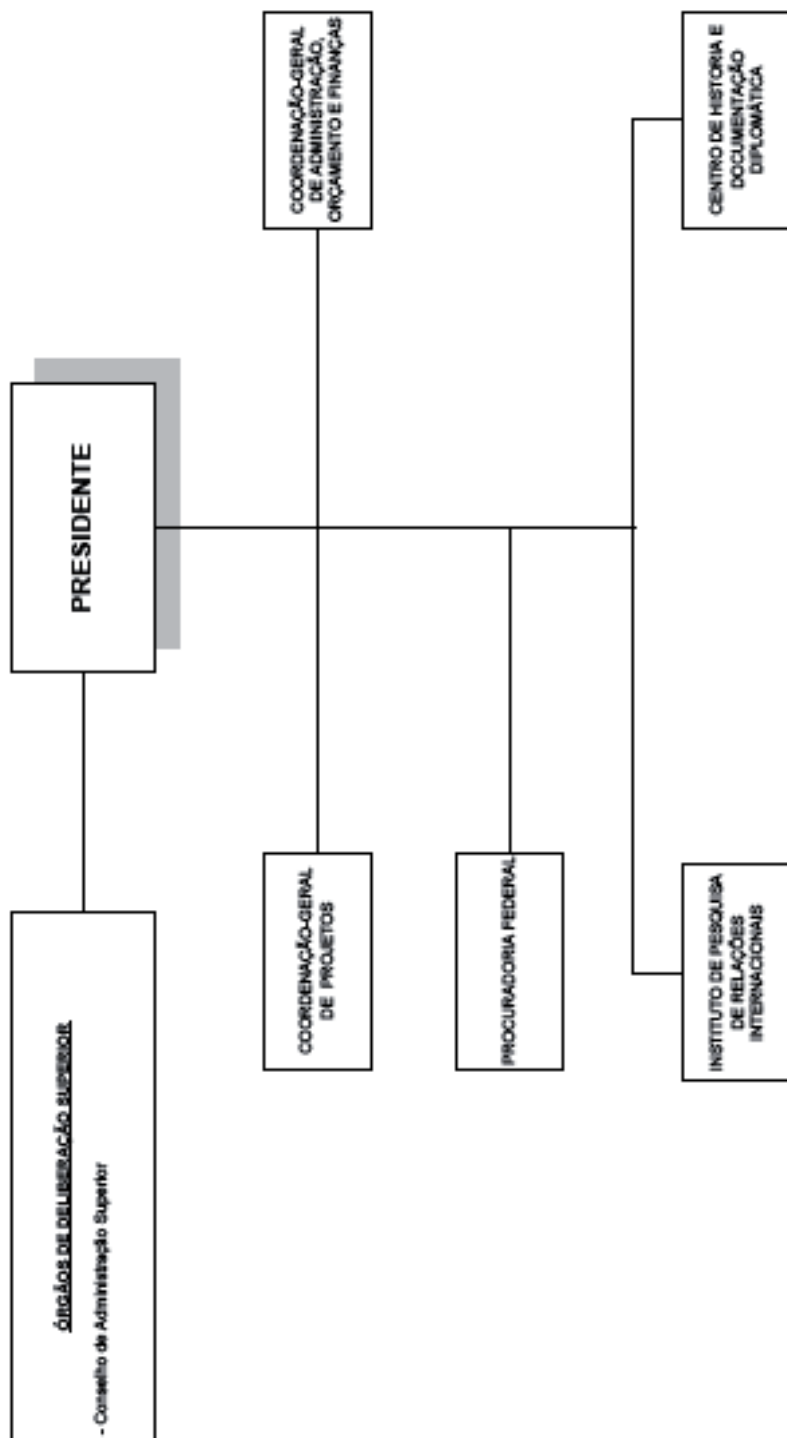 ÓRGÃOS DE DELIBERAÇÃO SUPERIOR
- Conselho de Administração Superior
PRESIDENTE
COORDENAÇÃO-GERAL
DE PROJETOS
COORDENAÇÃO-GERAL
DE ADMINISTRAÇÃO,
ORÇAMENTO E FINANÇAS
PROCURADORIA FEDERAL
INSTITUTO DE PESQUISA
DE RELAÇÕES
INTERNACIONAIS
CENTRO DE HISTORIA E
DOCUMENTAÇÃO
DIPLOMÁTICA